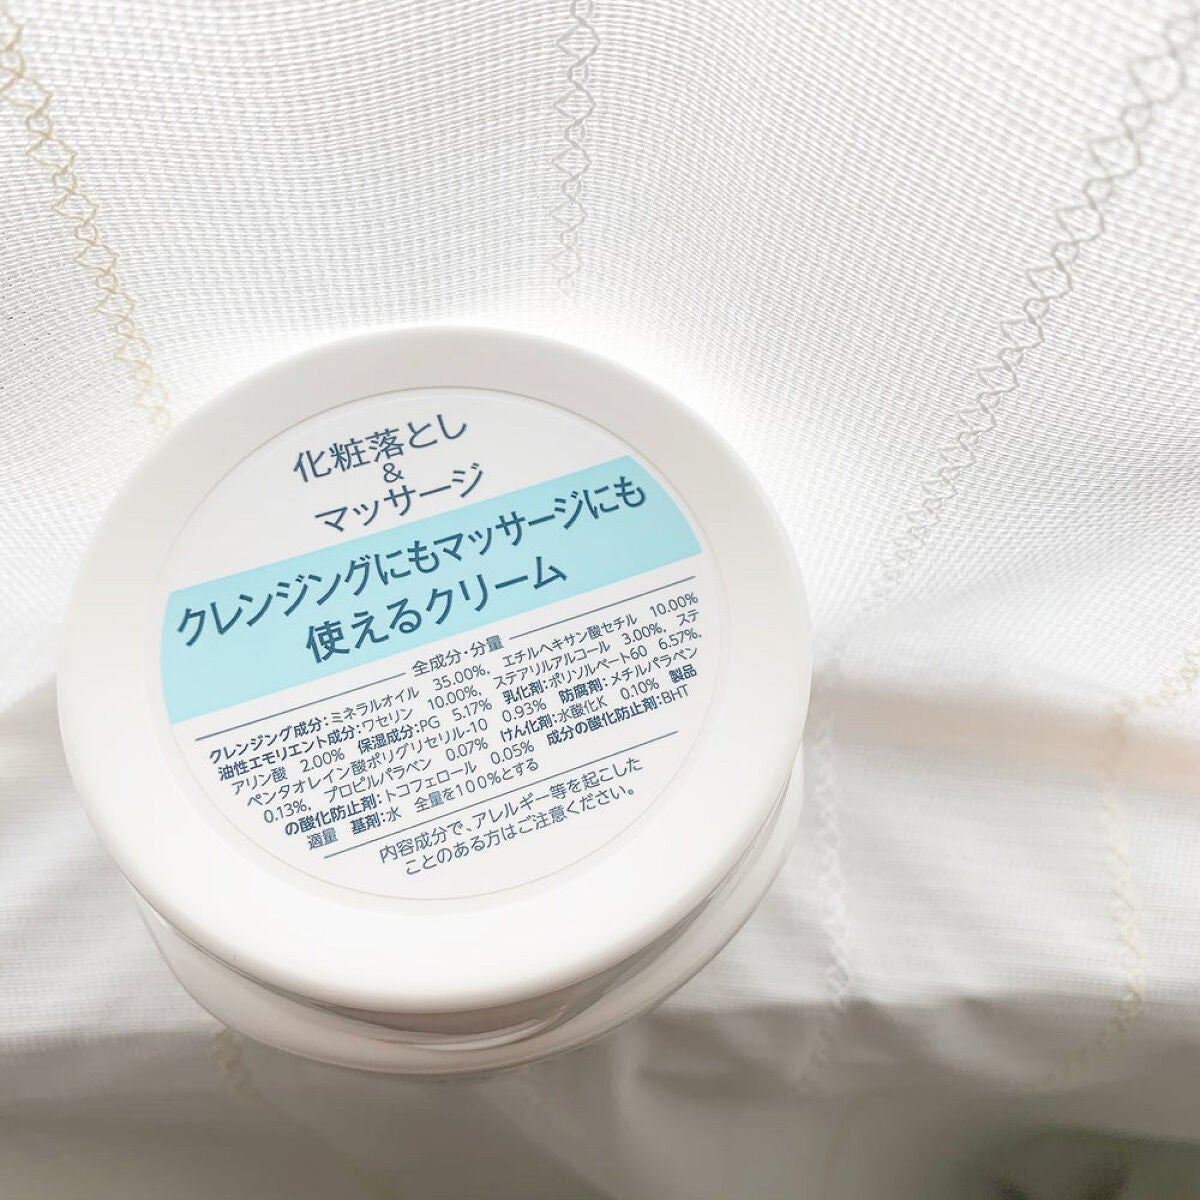 化粧落とし
&
マッサージ
クレンジングにもマッサージにも
使えるクリーム
全成分・分量
クレンジング成分:ミネラルオイル 35.00%、エチルヘキサン酸セチル 10.00%
油性エモリエント成分:ワセリン 10.00%、ステアリルアルコール 3.00%、ステ
アリン酸 2.00% 保湿成分:PG 5.17% 乳化剤:ポリソルベート60 6.57%、
ペンタオレイン酸ポリグリセリル-10 0.93% 防腐剤:メチルパラベン
0.13%、プロピルパラベン 0.07% けん化剤:水酸化K 0.10% 製品
の酸化防止剤:トコフェロール 0.05% 成分の酸化防止剤:BHT
適量 基剤:水 全量を100%とする
内容成分で、アレルギー等を起こした
ことのある方はご注意ください。